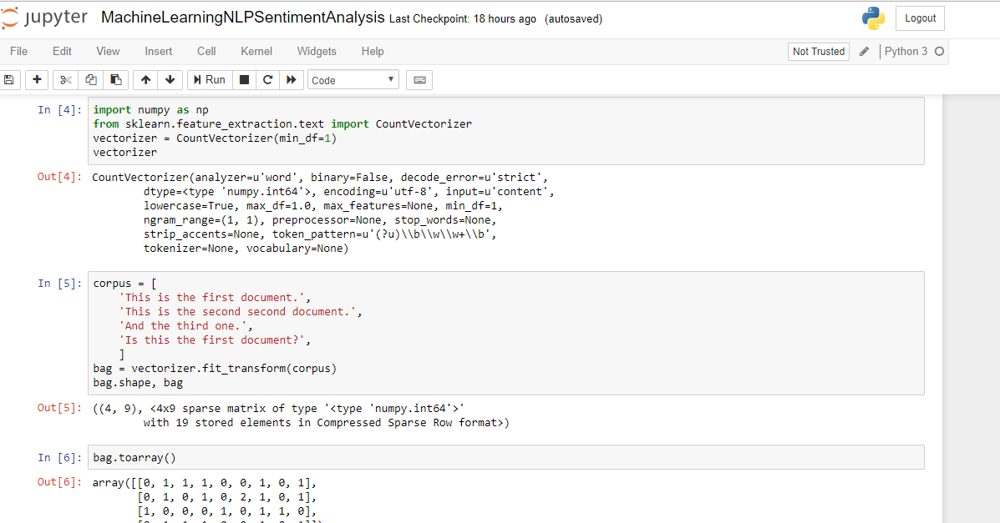 jupyter MachineLearningNLPSentimentAnalysis Last Checkpoint: 18 hours ago (autosaved) Logout
File Edit View Insert Cell Kernel Widgets Help Not Trusted Python 3
Run Code
In [4]: import numpy as np
from sklearn.feature_extraction.text import CountVectorizer
vectorizer = CountVectorizer(min_df=1)
vectorizer
Out[4]: CountVectorizer(analyzer=u'word', binary=False, decode_error=u'strict',
dtype=<type 'numpy.int64'>, encoding=u'utf-8', input=u'content',
lowercase=True, max_df=1.0, max_features=None, min_df=1,
ngram_range=(1, 1), preprocessor=None, stop_words=None,
strip_accents=None, token_pattern=u'(?u)\\b\\w\\w+\\b',
tokenizer=None, vocabulary=None)
In [5]: corpus = [
'This is the first document.',
'This is the second second document.',
'And the third one.',
'Is this the first document?',
]
bag = vectorizer.fit_transform(corpus)
bag.shape, bag
Out[5]: ((4, 9), <4x9 sparse matrix of type '<type 'numpy.int64'>'
with 19 stored elements in Compressed Sparse Row format>)
In [6]: bag.toarray()
Out[6]: array([[0, 1, 1, 1, 0, 0, 1, 0, 1],
[0, 1, 0, 1, 0, 2, 1, 0, 1],
[1, 0, 0, 0, 1, 0, 1, 1, 0],